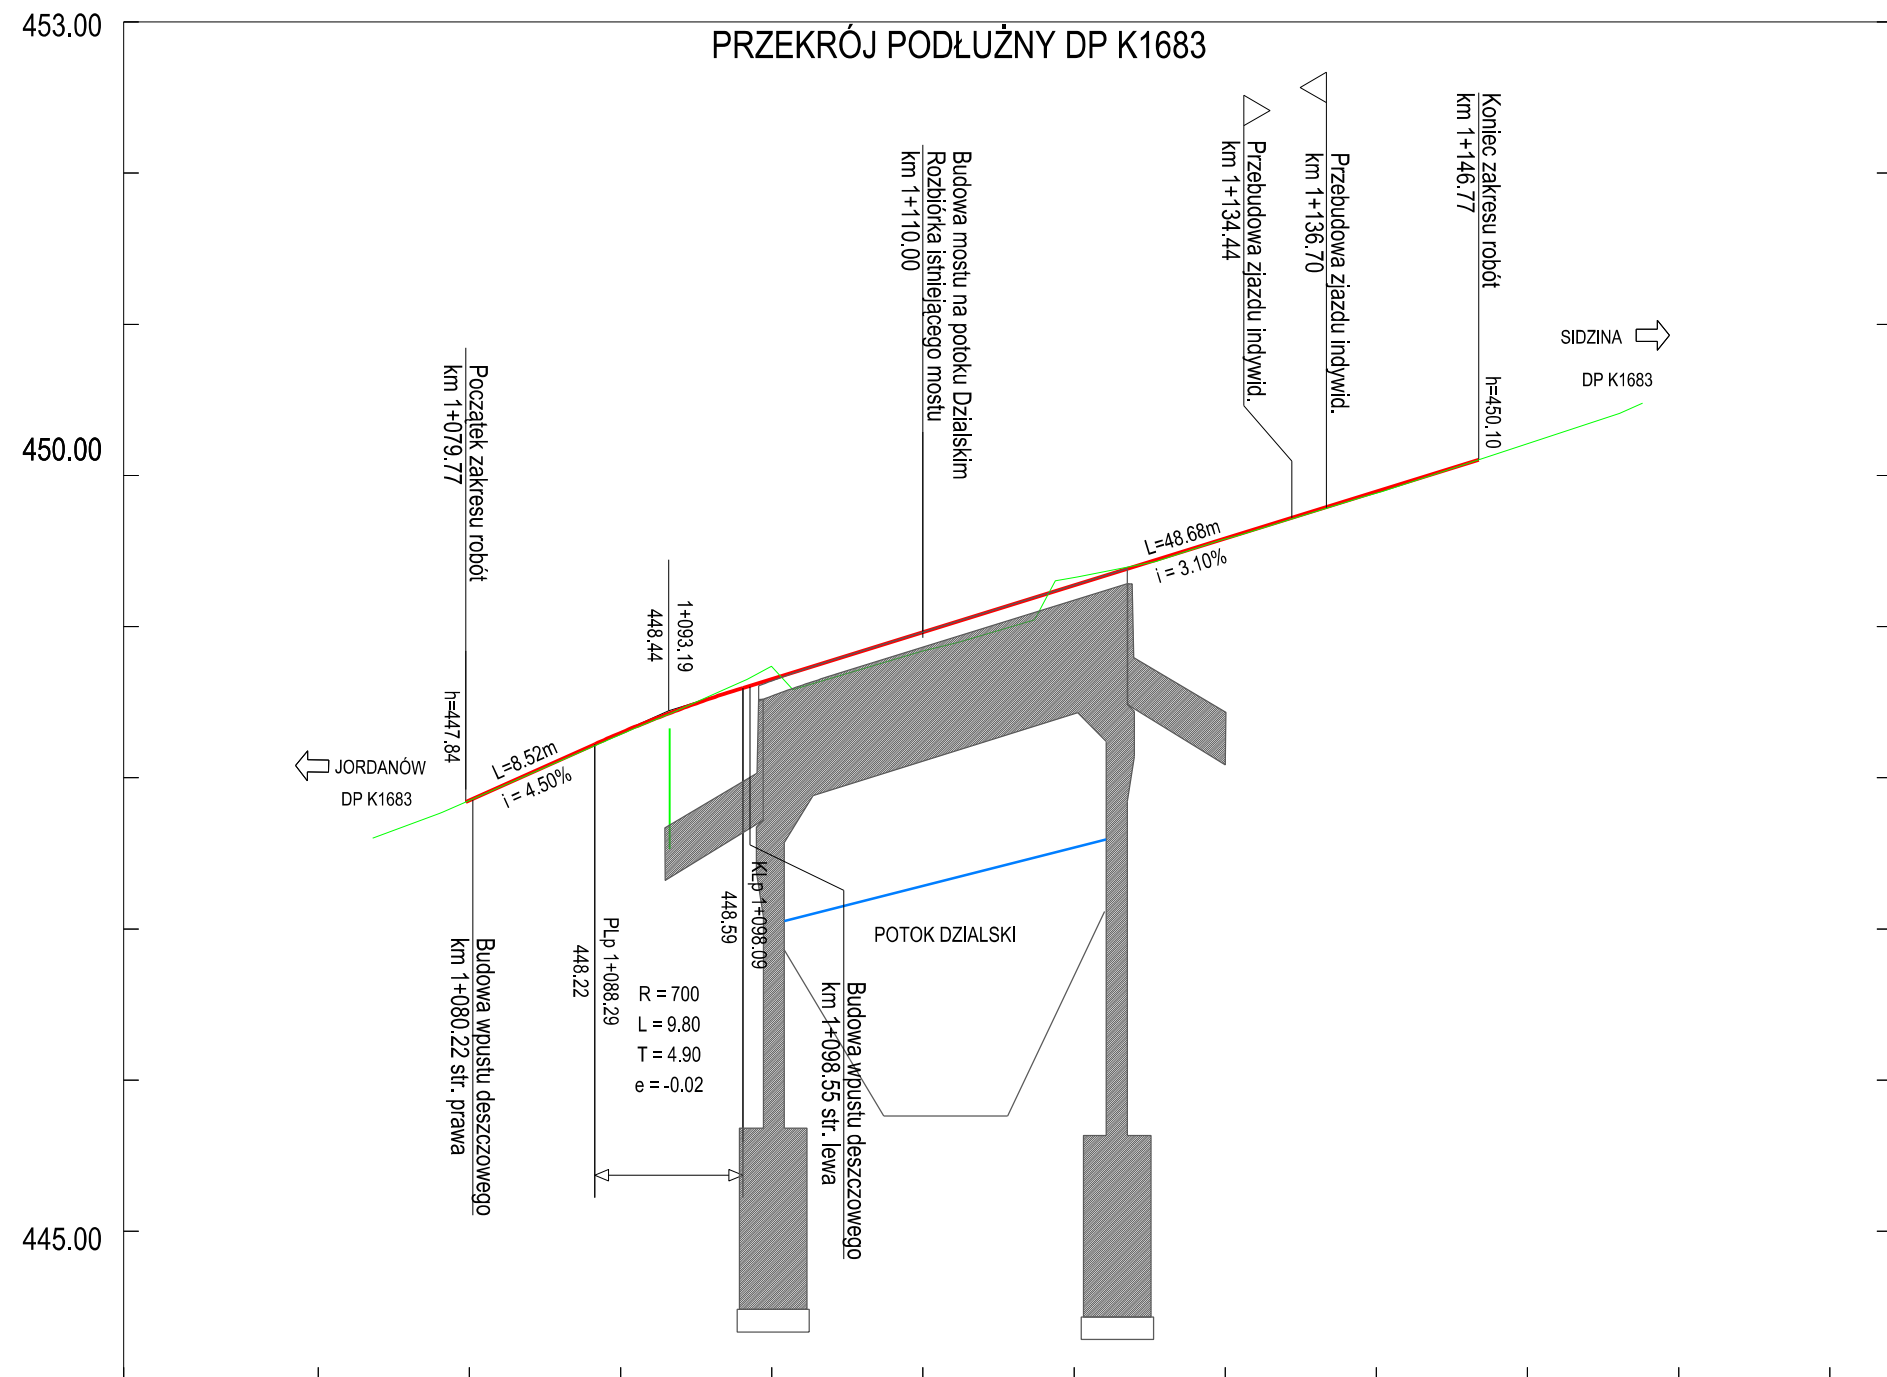 453.00
PRZEKRÓJ PODŁUŻNY DP K1683
450.00
445.00
Początek zakresu robót
km 1+079.77
h=447.84
JORDANÓW
DP K1683
L=8.52m
i = 4.50%
Budowa wpustu deszczowego
km 1+080.22 str. prawa
1+093.19
448.44
PLp 1+088.29
448.22
R = 700
L = 9.80
T = 4.90
e = -0.02
KLp 1+098.09
448.59
Budowa wpustu deszczowego
km 1+098.55 str. lewa
Budowa mostu na potoku Dzialskim
Rozbiórka istniejącego mostu
km 1+110.00
POTOK DZIALSKI
L=48.68m
i = 3.10%
Przebudowa zjazdu indywid.
km 1+134.44
Przebudowa zjazdu indywid.
km 1+136.70
Koniec zakresu robót
km 1+146.77
h=450.10
SIDZINA
DP K1683